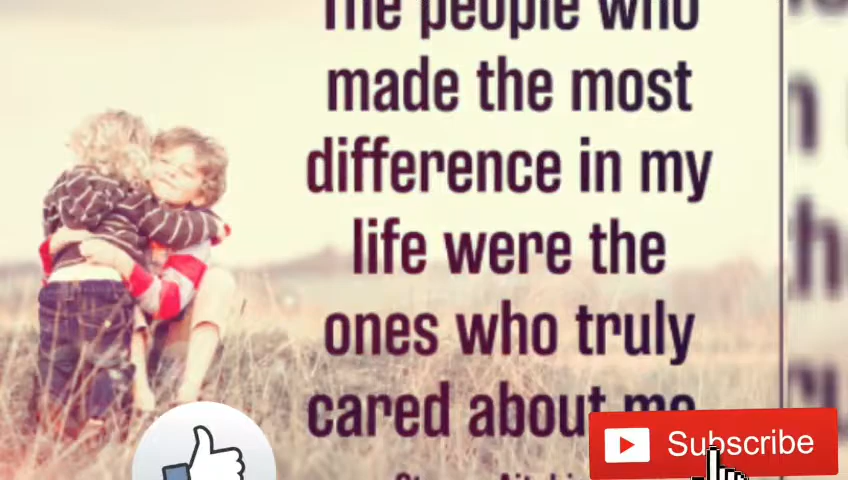 The people who
made the most
difference in my
life were the
ones who truly
cared about me.
Subscribe